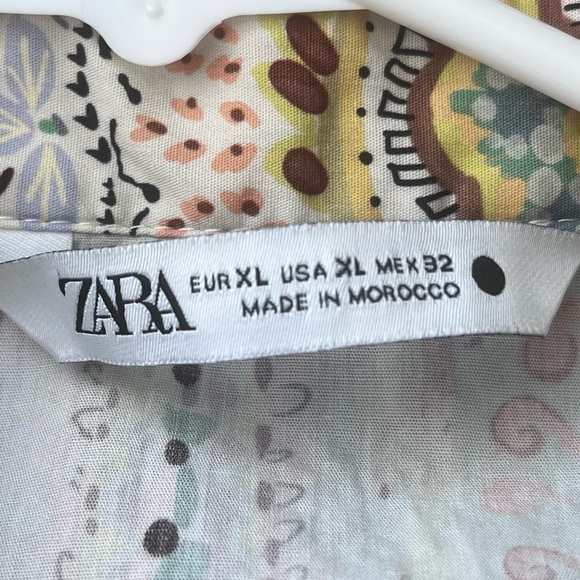 ZARA
EUR XL USA XL MEX 32
MADE IN MOROCCO